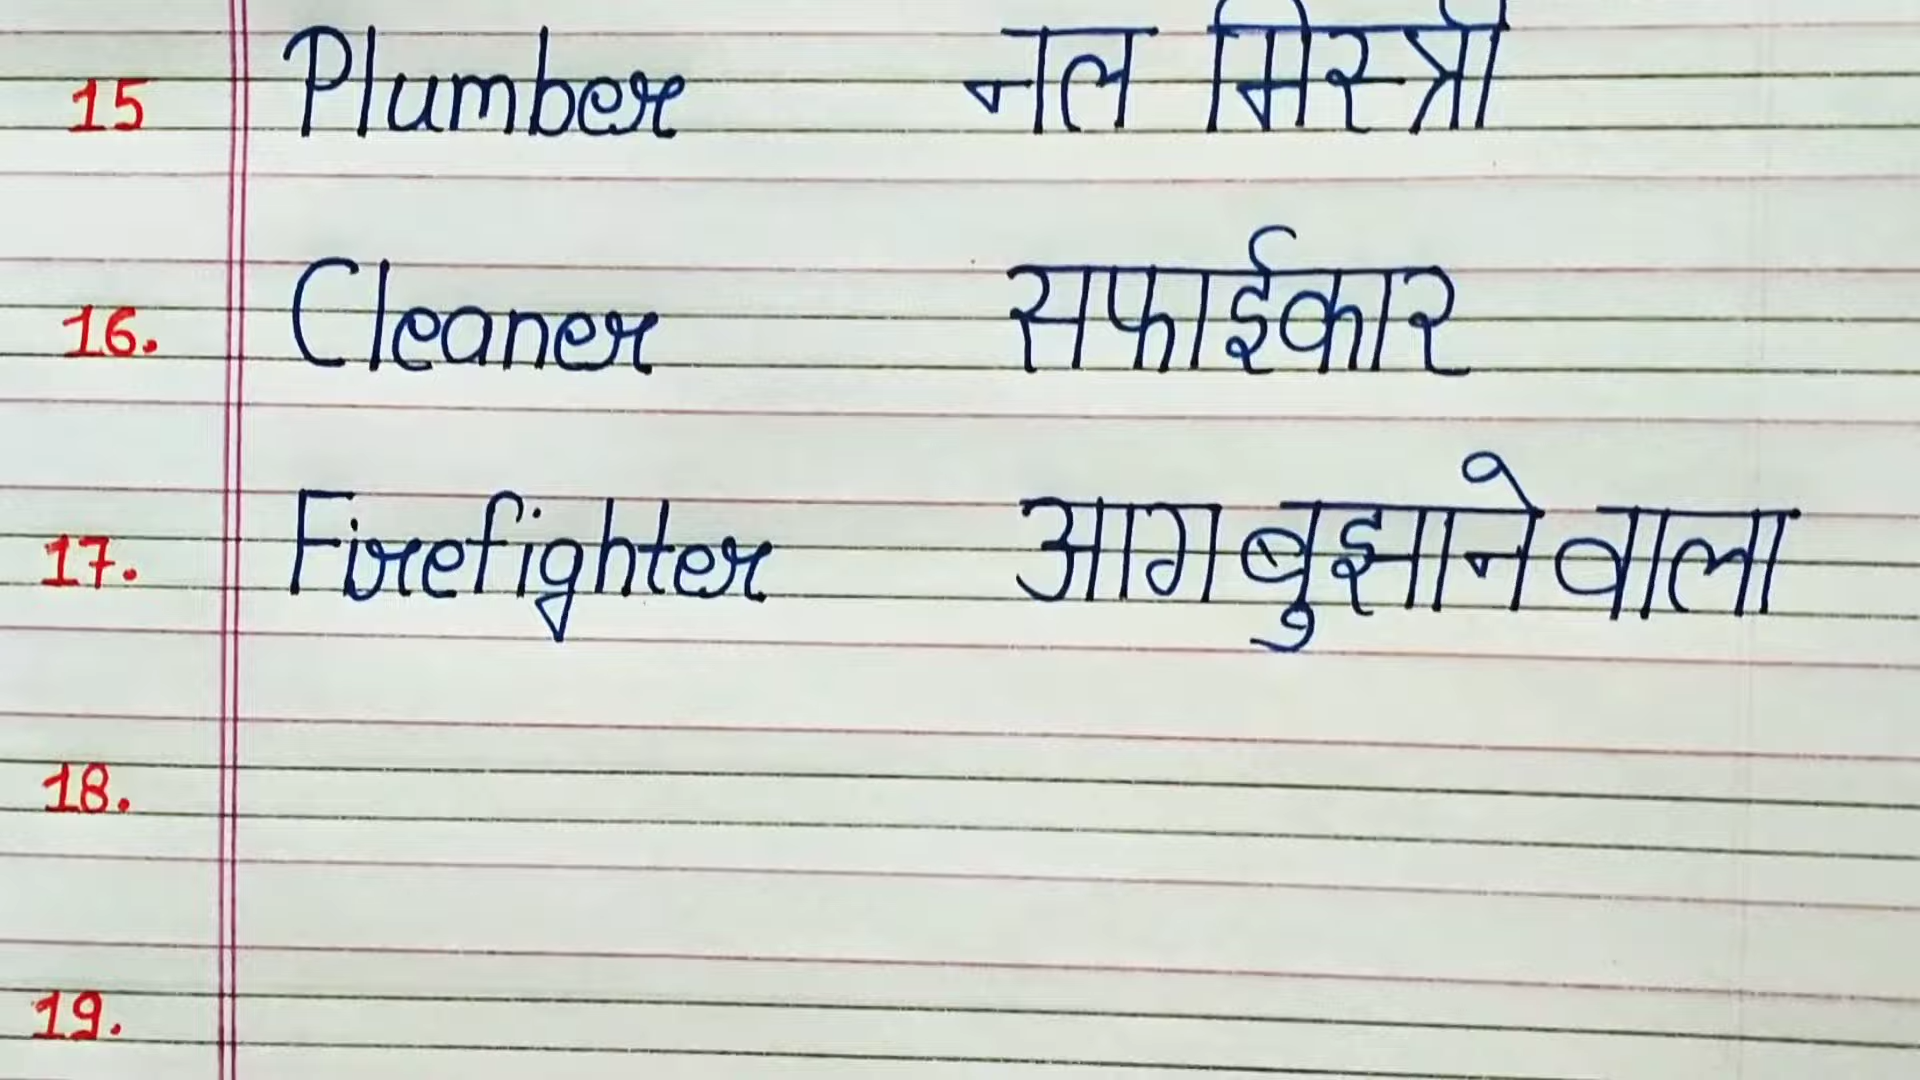 15 Plumber नल मिस्त्री
16. Cleaner सफाईकार
17. Firefighter आग बुझाने वाला
18.
19.